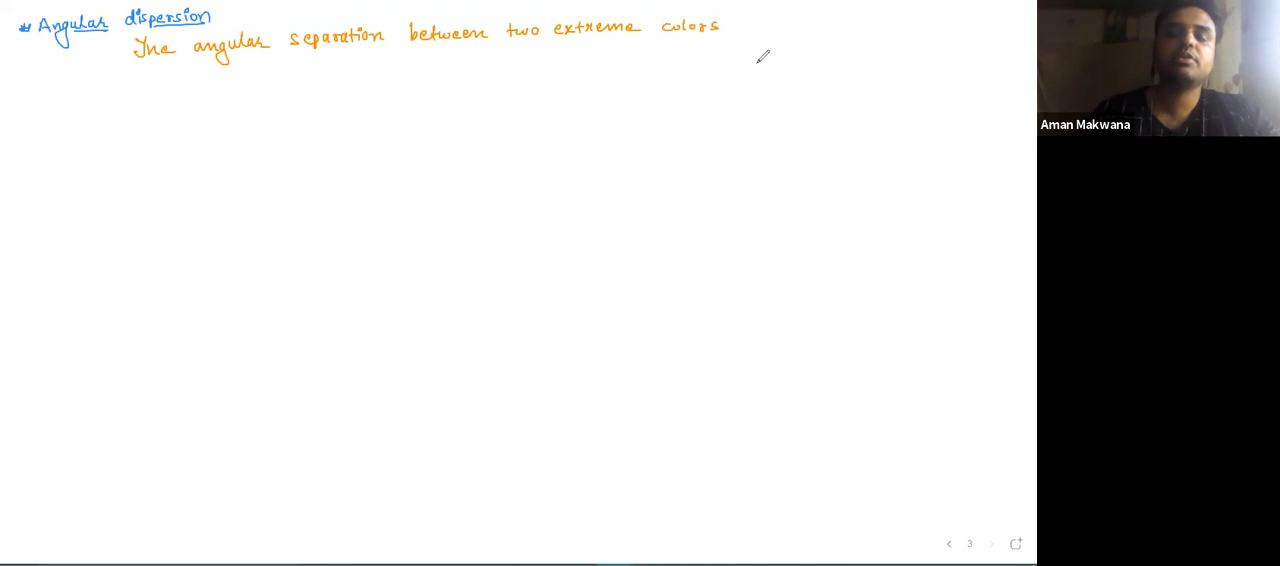 * Angular dispersion
The angular separation between two extreme colors
Aman Makwana
3